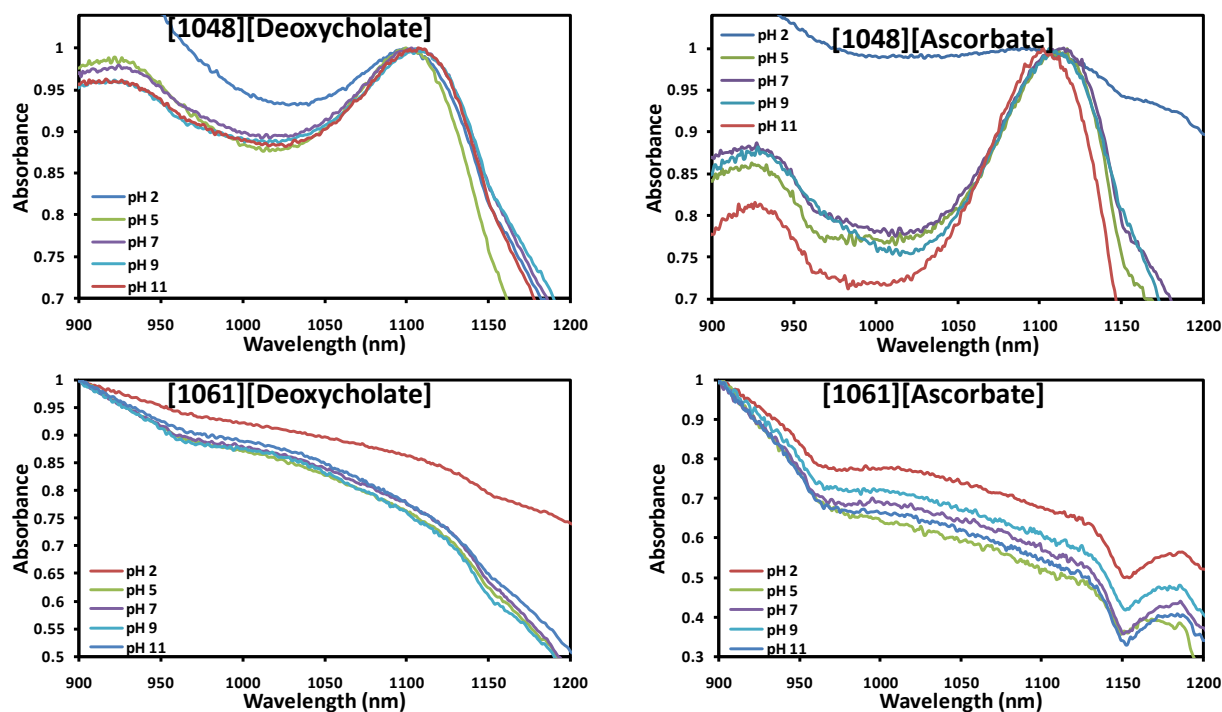 [1048][Deoxycholate]
Absorbance
1
0.95
0.9
0.85
0.8
0.75
0.7
pH 2
pH 5
pH 7
pH 9
pH 11
900 950 1000 1050 1100 1150 1200
Wavelength (nm)
[1048][Ascorbate]
Absorbance
1
0.95
0.9
0.85
0.8
0.75
0.7
pH 2
pH 5
pH 7
pH 9
pH 11
900 950 1000 1050 1100 1150 1200
Wavelength (nm)
[1061][Deoxycholate]
Absorbance
1
0.95
0.9
0.85
0.8
0.75
0.7
0.65
0.6
0.55
0.5
pH 2
pH 5
pH 7
pH 9
pH 11
900 950 1000 1050 1100 1150 1200
Wavelength (nm)
[1061][Ascorbate]
Absorbance
1
0.9
0.8
0.7
0.6
0.5
0.4
0.3
pH 2
pH 5
pH 7
pH 9
pH 11
900 950 1000 1050 1100 1150 1200
Wavelength (nm)